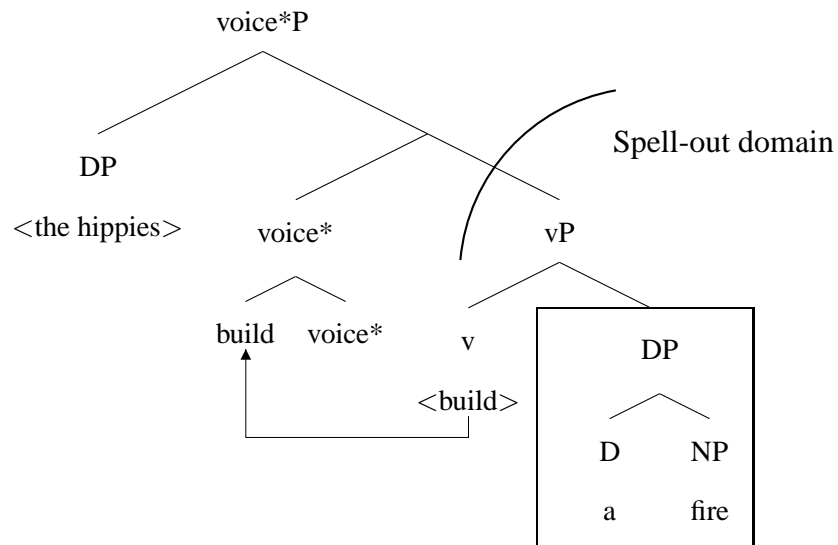 voice*P
Spell-out domain
DP
<the hippies>
voice*
vP
build
voice*
v
DP
<build>
D
NP
a
fire